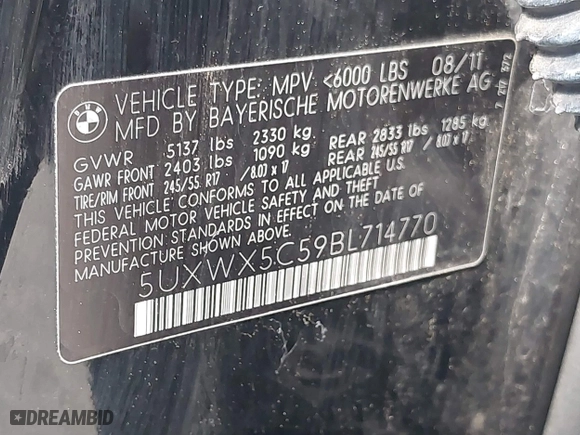 BMW
VEHICLE TYPE: MPV <6000 LBS 08/11
MFD BY BAYERISCHE MOTORENWERKE AG
GVWR 5137 lbs 2330 kg
GAWR FRONT 2403 lbs 1090 kg REAR 2833 lbs 1285 kg
TIRE/RIM FRONT 245/55 R17 / 8.0J x 17 REAR 245/55 R17 / 8.0J x 17
THIS VEHICLE CONFORMS TO ALL APPLICABLE U.S.
FEDERAL MOTOR VEHICLE SAFETY AND THEFT
PREVENTION STANDARDS IN EFFECT ON THE DATE OF
MANUFACTURE SHOWN ABOVE.
5UXWX5C59BL714770
DREAMBID